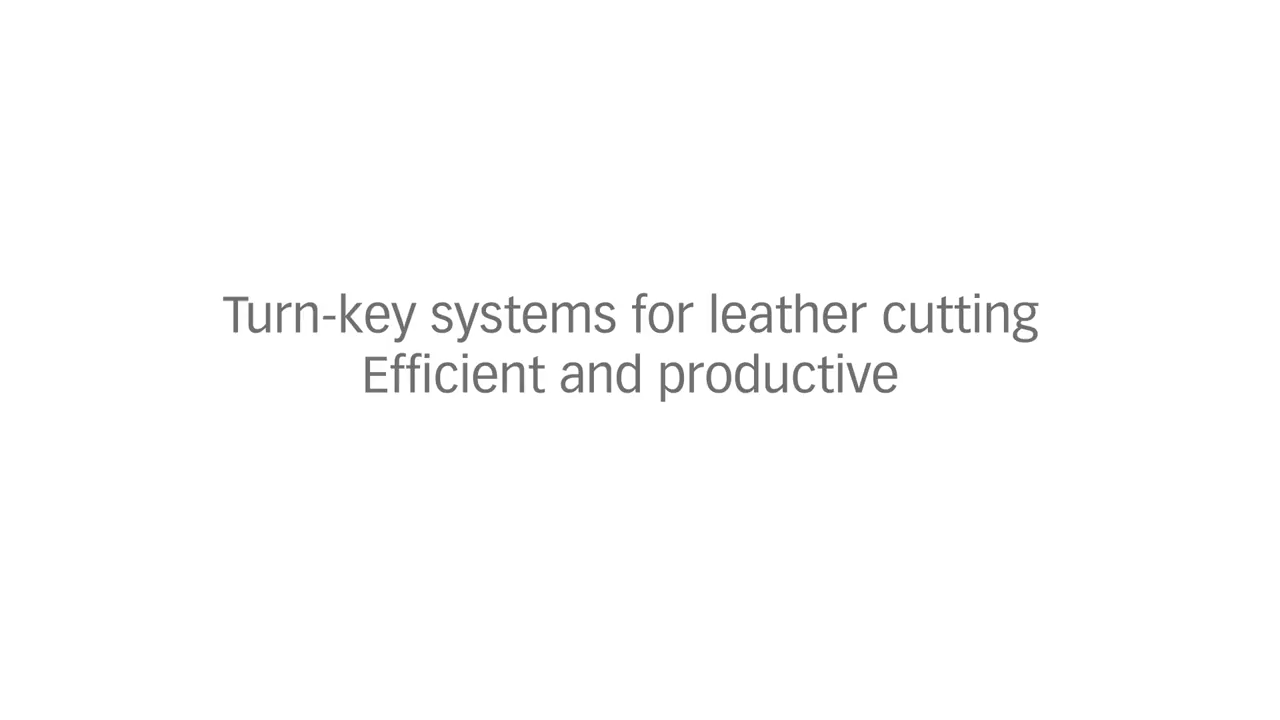 Turn-key systems for leather cutting
Efficient and productive